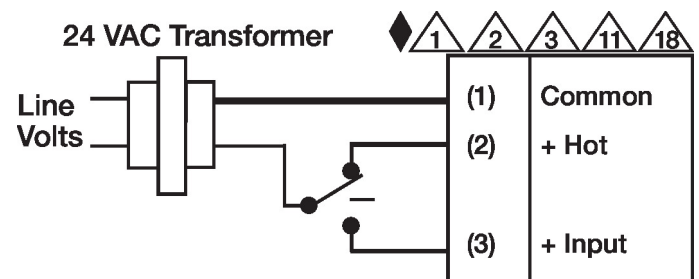 24 VAC Transformer
1 2 3 11 18
Line
Volts
(1) Common
(2) + Hot
(3) + Input